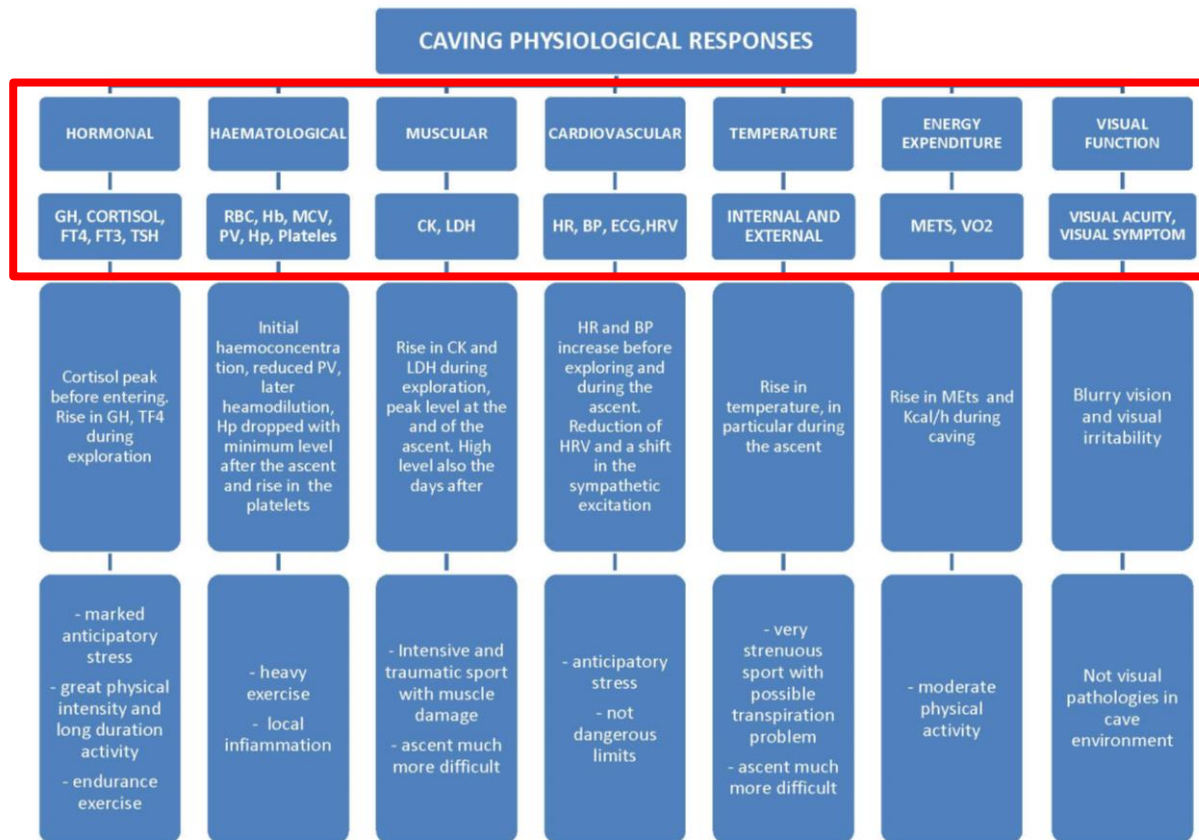 CAVING PHYSIOLOGICAL RESPONSES
HORMONAL
HAEMATOLOGICAL
MUSCULAR
CARDIOVASCULAR
TEMPERATURE
ENERGY
EXPENDITURE
VISUAL
FUNCTION
GH, CORTISOL,
FT4, FT3, TSH
RBC, Hb, MCV,
PV, Hp, Plateles
CK, LDH
HR, BP, ECG,HRV
INTERNAL AND
EXTERNAL
METS, VO2
VISUAL ACUITY,
VISUAL SYMPTOM
Cortisol peak
before entering.
Rise in GH, TF4
during
exploration
Initial
haemoconcentra
tion, reduced PV,
later
heamodilution,
Hp dropped with
minimum level
after the ascent
and rise in the
platelets
Rise in CK and
LDH during
exploration,
peak level at the
and of the
ascent. High
level also the
days after
HR and BP
increase before
exploring and
during the
ascent.
Reduction of
HRV and a shift
in the
sympathetic
excitation
Rise in
temperature, in
particular during
the ascent
Rise in MEts and
Kcal/h during
caving
Blurry vision
and visual
irritability
- marked
anticipatory
stress
- great physical
intensity and
long duration
activity
- endurance
exercise
- heavy
exercise
- local
infiammation
- Intensive and
traumatic sport
with muscle
damage
- ascent much
more difficult
- anticipatory
stress
- not
dangerous
limits
- very
strenuous
sport with
possible
transpiration
problem
- ascent much
more difficult
- moderate
physical
activity
Not visual
pathologies in
cave
environment